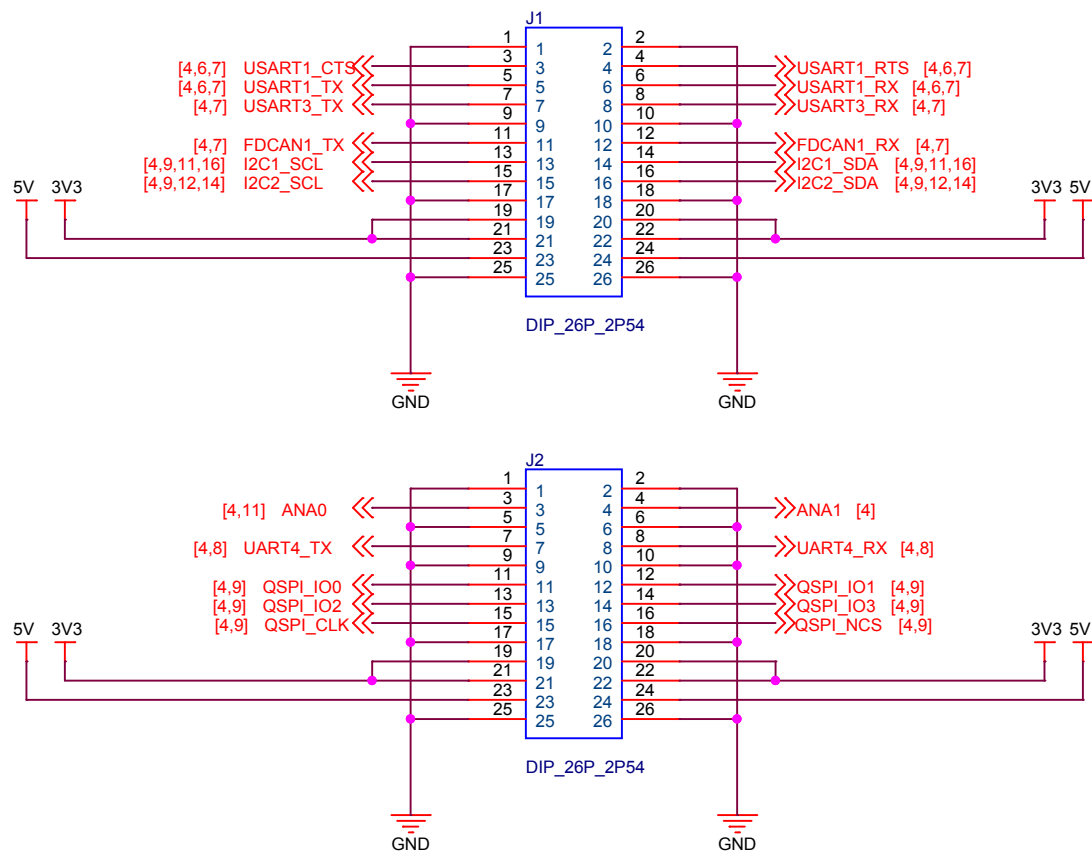 J1
1 1 2 2
[4,6,7] USART1_CTS 3 3 4 4 USART1_RTS [4,6,7]
[4,6,7] USART1_TX 5 5 6 6 USART1_RX [4,6,7]
[4,7] USART3_TX 7 7 8 8 USART3_RX [4,7]
9 9 10 10
[4,7] FDCAN1_TX 11 11 12 12 FDCAN1_RX [4,7]
[4,9,11,16] I2C1_SCL 13 13 14 14 I2C1_SDA [4,9,11,16]
[4,9,12,14] I2C2_SCL 15 15 16 16 I2C2_SDA [4,9,12,14]
5V 3V3 17 17 18 18 3V3 5V
19 19 20 20
21 21 22 22
23 23 24 24
25 25 26 26
DIP_26P_2P54
GND GND
J2
1 1 2 2
[4,11] ANA0 3 3 4 4 ANA1 [4]
5 5 6 6
[4,8] UART4_TX 7 7 8 8 UART4_RX [4,8]
9 9 10 10
[4,9] QSPI_IO0 11 11 12 12 QSPI_IO1 [4,9]
[4,9] QSPI_IO2 13 13 14 14 QSPI_IO3 [4,9]
[4,9] QSPI_CLK 15 15 16 16 QSPI_NCS [4,9]
5V 3V3 17 17 18 18 3V3 5V
19 19 20 20
21 21 22 22
23 23 24 24
25 25 26 26
DIP_26P_2P54
GND GND